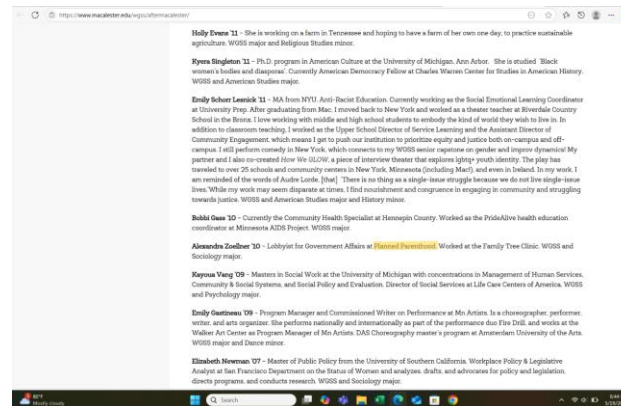 https://www.macalester.edu/wgss/aftermacalester/
Holly Evans '11 – She is working on a farm in Tennessee and hoping to have a farm of her own one day, to practice sustainable
agriculture. WGSS major and Religious Studies minor.
Kyera Singleton '11 – Ph.D. program in American Culture at the University of Michigan, Ann Arbor. She is studied "Black
women's bodies and diasporas". Currently American Democracy Fellow at Charles Warren Center for Studies in American History.
WGSS and American Studies major.
Emily Schorr Lesnick '11 – MA from NYU, Anti-Racist Education. Currently working as the Social Emotional Learning Coordinator
at University Prep. After graduating from Mac, I moved back to New York and worked as a theater teacher at Riverdale Country
School in the Bronx. I love working with middle and high school students to embody the kind of world they wish to live in. In
addition to classroom teaching, I worked as the Upper School Director of Service Learning and the Assistant Director of
Community Engagement, which means I get to push our institution to prioritize equity and justice both on-campus and off-
campus. I still perform comedy in New York, which connects to my WGSS senior capstone on gender and improv dynamics! My
partner and I also co-created How We GLOW, a piece of interview theater that explores lgbtq+ youth identity. The play has
traveled to over 25 schools and community centers in New York, Minnesota (including Mac!), and even in Ireland. In my work, I
am reminded of the words of Audre Lorde, [that] "There is no thing as a single-issue struggle because we do not live single-issue
lives." While my work may seem disparate at times, I find nourishment and congruence in engaging in community and struggling
towards justice. WGSS and American Studies major and History minor.
Bobbi Gass '10 – Currently the Community Health Specialist at Hennepin County. Worked as the PrideAlive health education
coordinator at Minnesota AIDS Project. WGSS major.
Alexandra Zoellner '10 – Lobbyist for Government Affairs at Planned Parenthood. Worked at the Family Tree Clinic. WGSS and
Sociology major.
Kayoua Vang '09 – Masters in Social Work at the University of Michigan with concentrations in Management of Human Services,
Community & Social Systems, and Social Policy and Evaluation. Director of Social Services at Life Care Centers of America. WGSS
and Psychology major.
Emily Gastineau '09 – Program Manager and Commissioned Writer on Performance at Mn Artists. Is a choreographer, performer,
writer, and arts organizer. She performs nationally and internationally as part of the performance duo Fire Drill, and works at the
Walker Art Center as Program Manager of Mn Artists. DAS Choreography master's program at Amsterdam University of the Arts.
WGSS major and Dance minor.
Elizabeth Newman '07 – Master of Public Policy from the University of Southern California. Workplace Policy & Legislative
Analyst at San Francisco Department on the Status of Women and analyzes, drafts, and advocates for policy and legislation,
directs programs, and conducts research. WGSS and Sociology major.
Mostly cloudy
Search